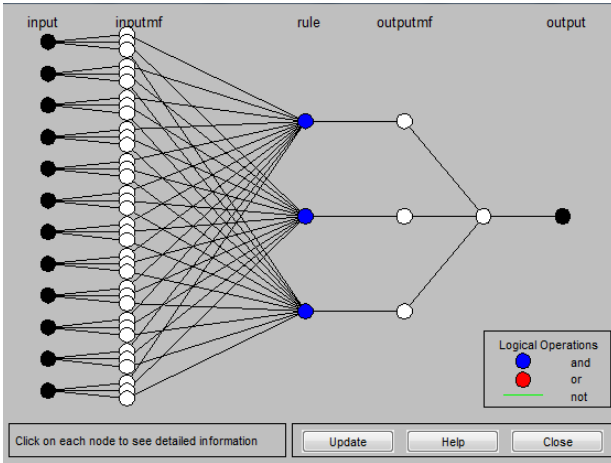 input inputmf rule outputmf output
Logical Operations
and
or
not
Click on each node to see detailed information
Update Help Close